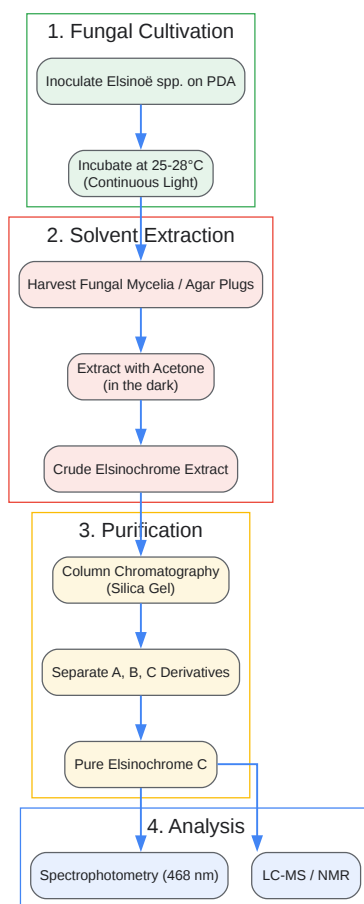 1. Fungal Cultivation
Inoculate Elsinoë spp. on PDA
Incubate at 25-28°C
(Continuous Light)
2. Solvent Extraction
Harvest Fungal Mycelia / Agar Plugs
Extract with Acetone
(in the dark)
Crude Elsinochrome Extract
3. Purification
Column Chromatography
(Silica Gel)
Separate A, B, C Derivatives
Pure Elsinochrome C
4. Analysis
Spectrophotometry (468 nm)
LC-MS / NMR